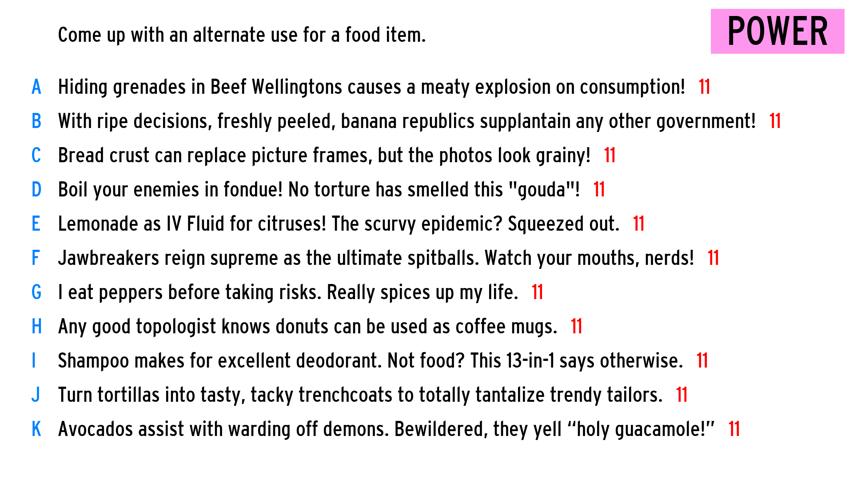 Come up with an alternate use for a food item.
POWER
A Hiding grenades in Beef Wellingtons causes a meaty explosion on consumption! 11
B With ripe decisions, freshly peeled, banana republics supplantain any other government! 11
C Bread crust can replace picture frames, but the photos look grainy! 11
D Boil your enemies in fondue! No torture has smelled this "gouda"! 11
E Lemonade as IV Fluid for citruses! The scurvy epidemic? Squeezed out. 11
F Jawbreakers reign supreme as the ultimate spitballs. Watch your mouths, nerds! 11
G I eat peppers before taking risks. Really spices up my life. 11
H Any good topologist knows donuts can be used as coffee mugs. 11
I Shampoo makes for excellent deodorant. Not food? This 13-in-1 says otherwise. 11
J Turn tortillas into tasty, tacky trenchcoats to totally tantalize trendy tailors. 11
K Avocados assist with warding off demons. Bewildered, they yell “holy guacamole!” 11